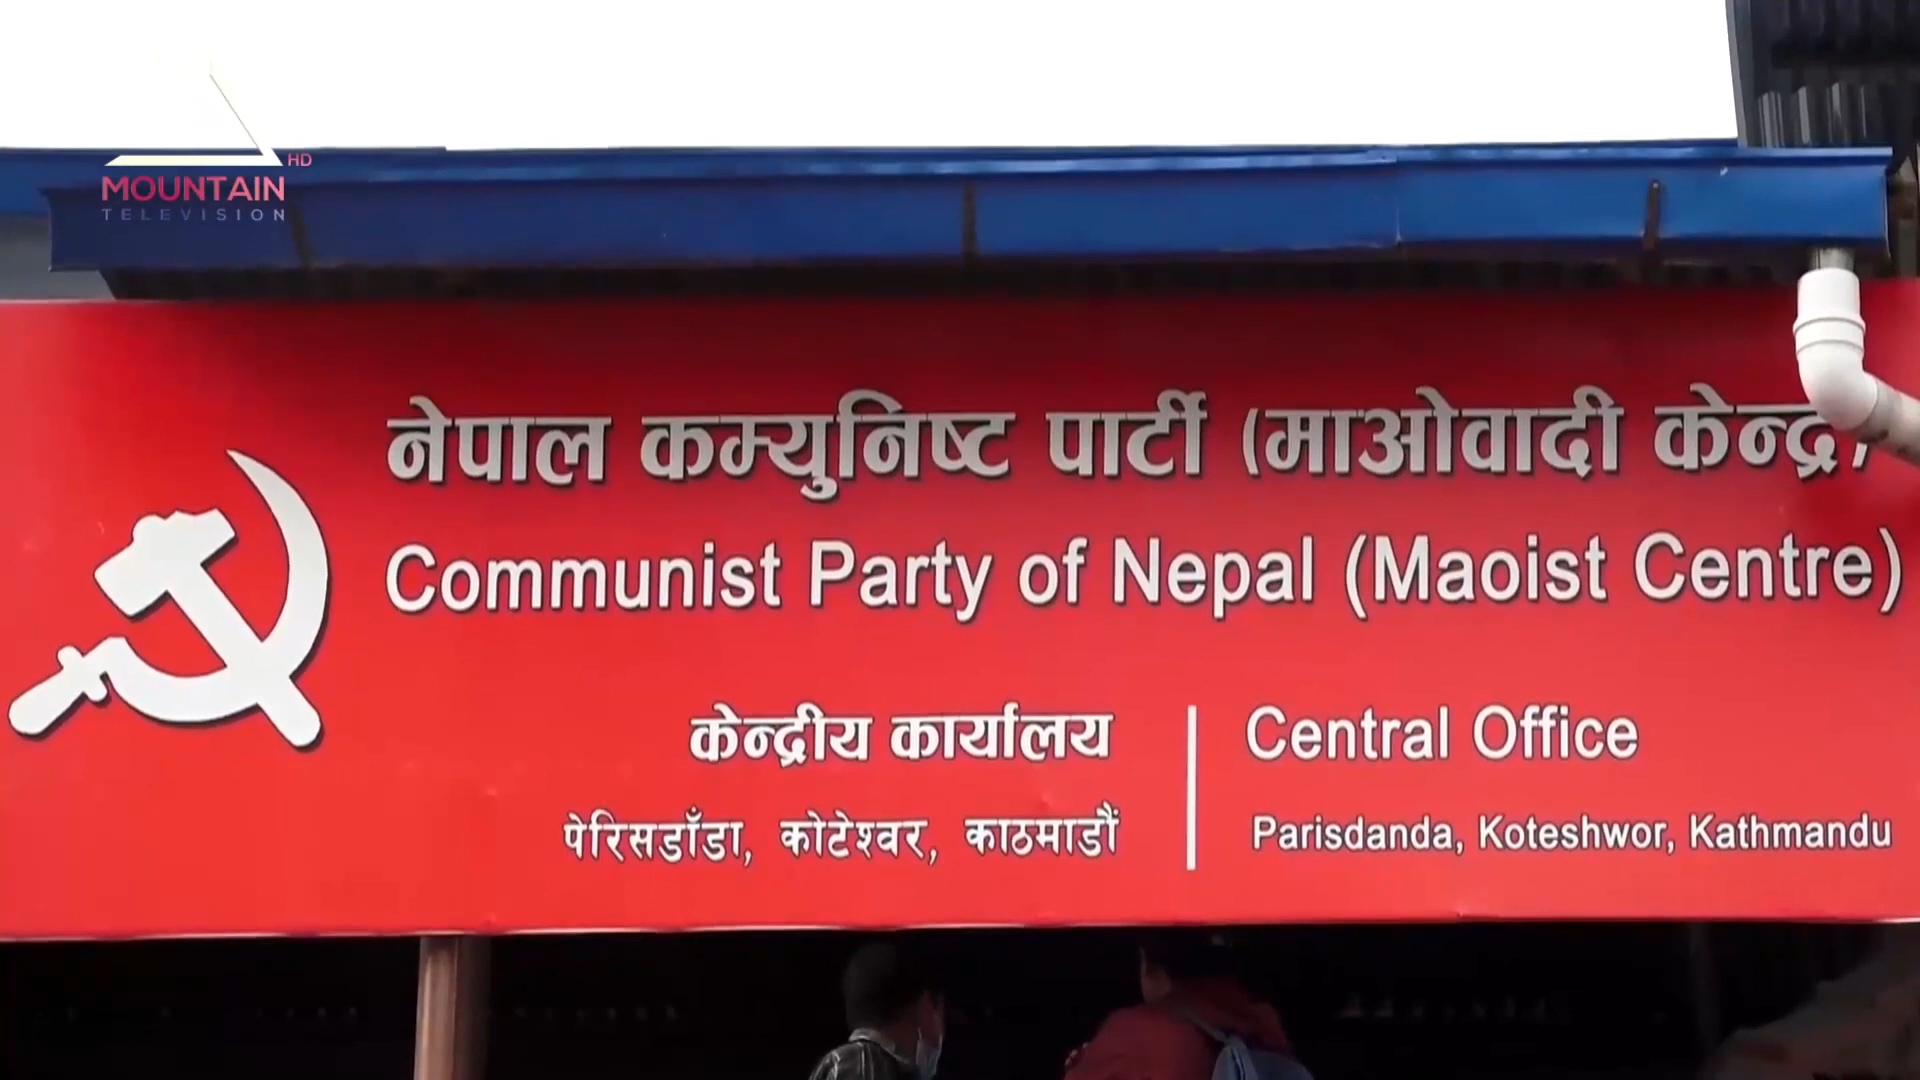 HD
MOUNTAIN
TELEVISION
नेपाल कम्युनिष्ट पार्टी (माओवादी केन्द्र)
Communist Party of Nepal (Maoist Centre)
केन्द्रीय कार्यालय
पेरिसडाँडा, कोटेश्वर, काठमाडौं
Central Office
Parisdanda, Koteshwor, Kathmandu